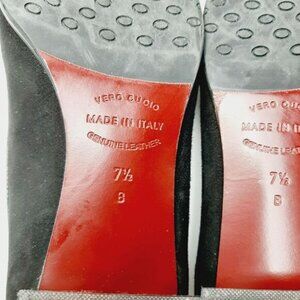 VERO CUOIO
MADE IN ITALY
GENUINE LEATHER
7½
B
VERO CUOIO
MADE IN ITALY
GENUINE LEATHER
7½
B